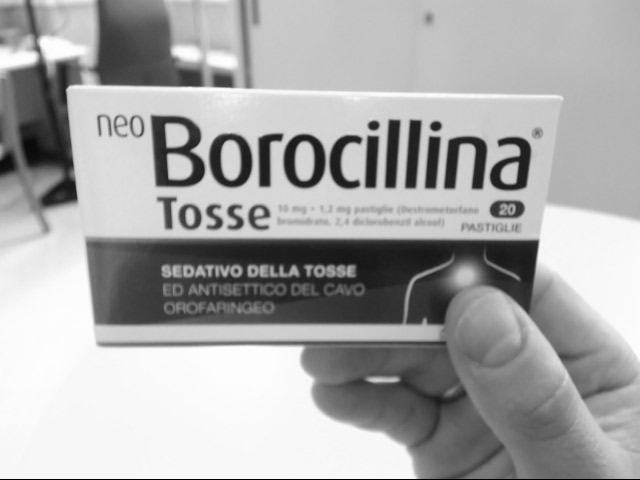 neo Borocillina®
Tosse 10 mg + 1,2 mg pastiglie (Destrometorfano
bromidrato, 2,4 diclorobenzil alcool)
20
PASTIGLIE
SEDATIVO DELLA TOSSE
ED ANTISETTICO DEL CAVO
OROFARINGEO